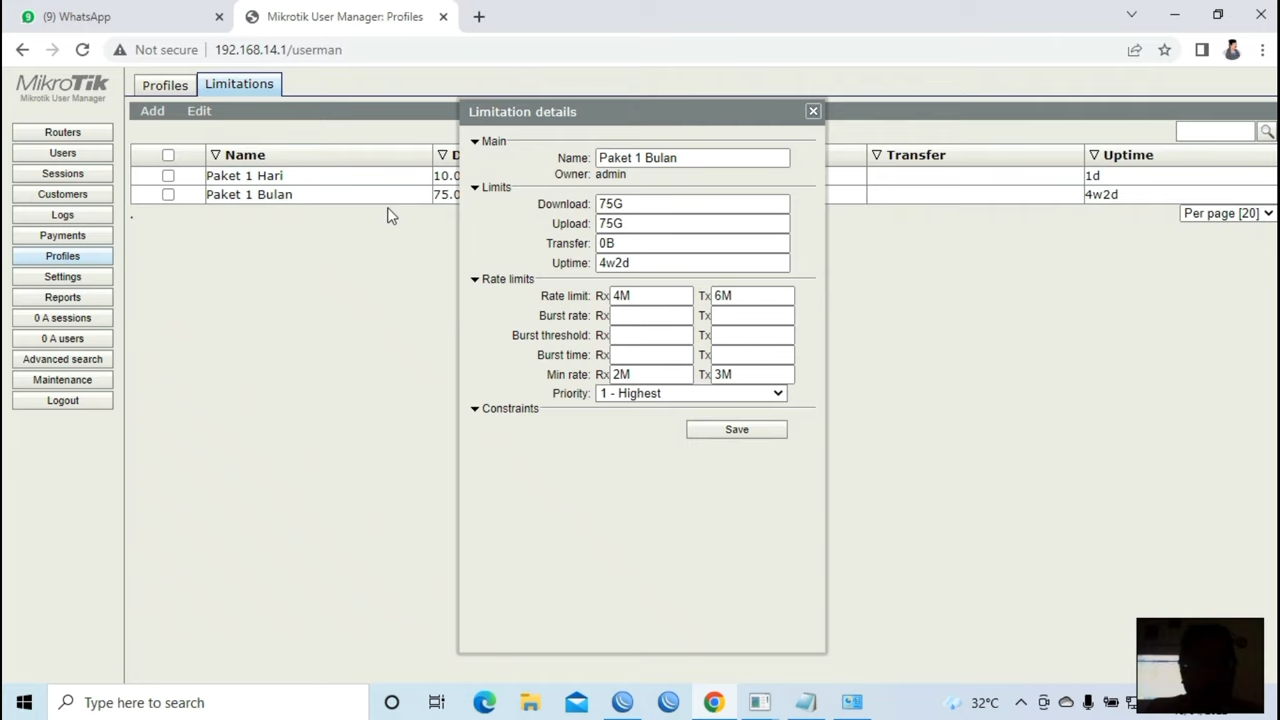 9
(9) WhatsApp
Mikrotik User Manager: Profiles
Not secure
192.168.14.1/userman
MikroTik
Mikrotik User Manager
Routers
Users
Sessions
Customers
Logs
Payments
Profiles
Settings
Reports
0 A sessions
0 A users
Advanced search
Maintenance
Logout
Profiles
Limitations
Add
Edit
Name
D
Transfer
Uptime
Paket 1 Hari
10.0
1d
Paket 1 Bulan
75.0
4w2d
.
Per page [20]
Limitation details
Main
Name: Paket 1 Bulan
Owner: admin
Limits
Download: 75G
Upload: 75G
Transfer: 0B
Uptime: 4w2d
Rate limits
Rate limit: Rx 4M Tx 6M
Burst rate: Rx Tx
Burst threshold: Rx Tx
Burst time: Rx Tx
Min rate: Rx 2M Tx 3M
Priority: 1 - Highest
Constraints
Save
Type here to search
32°C